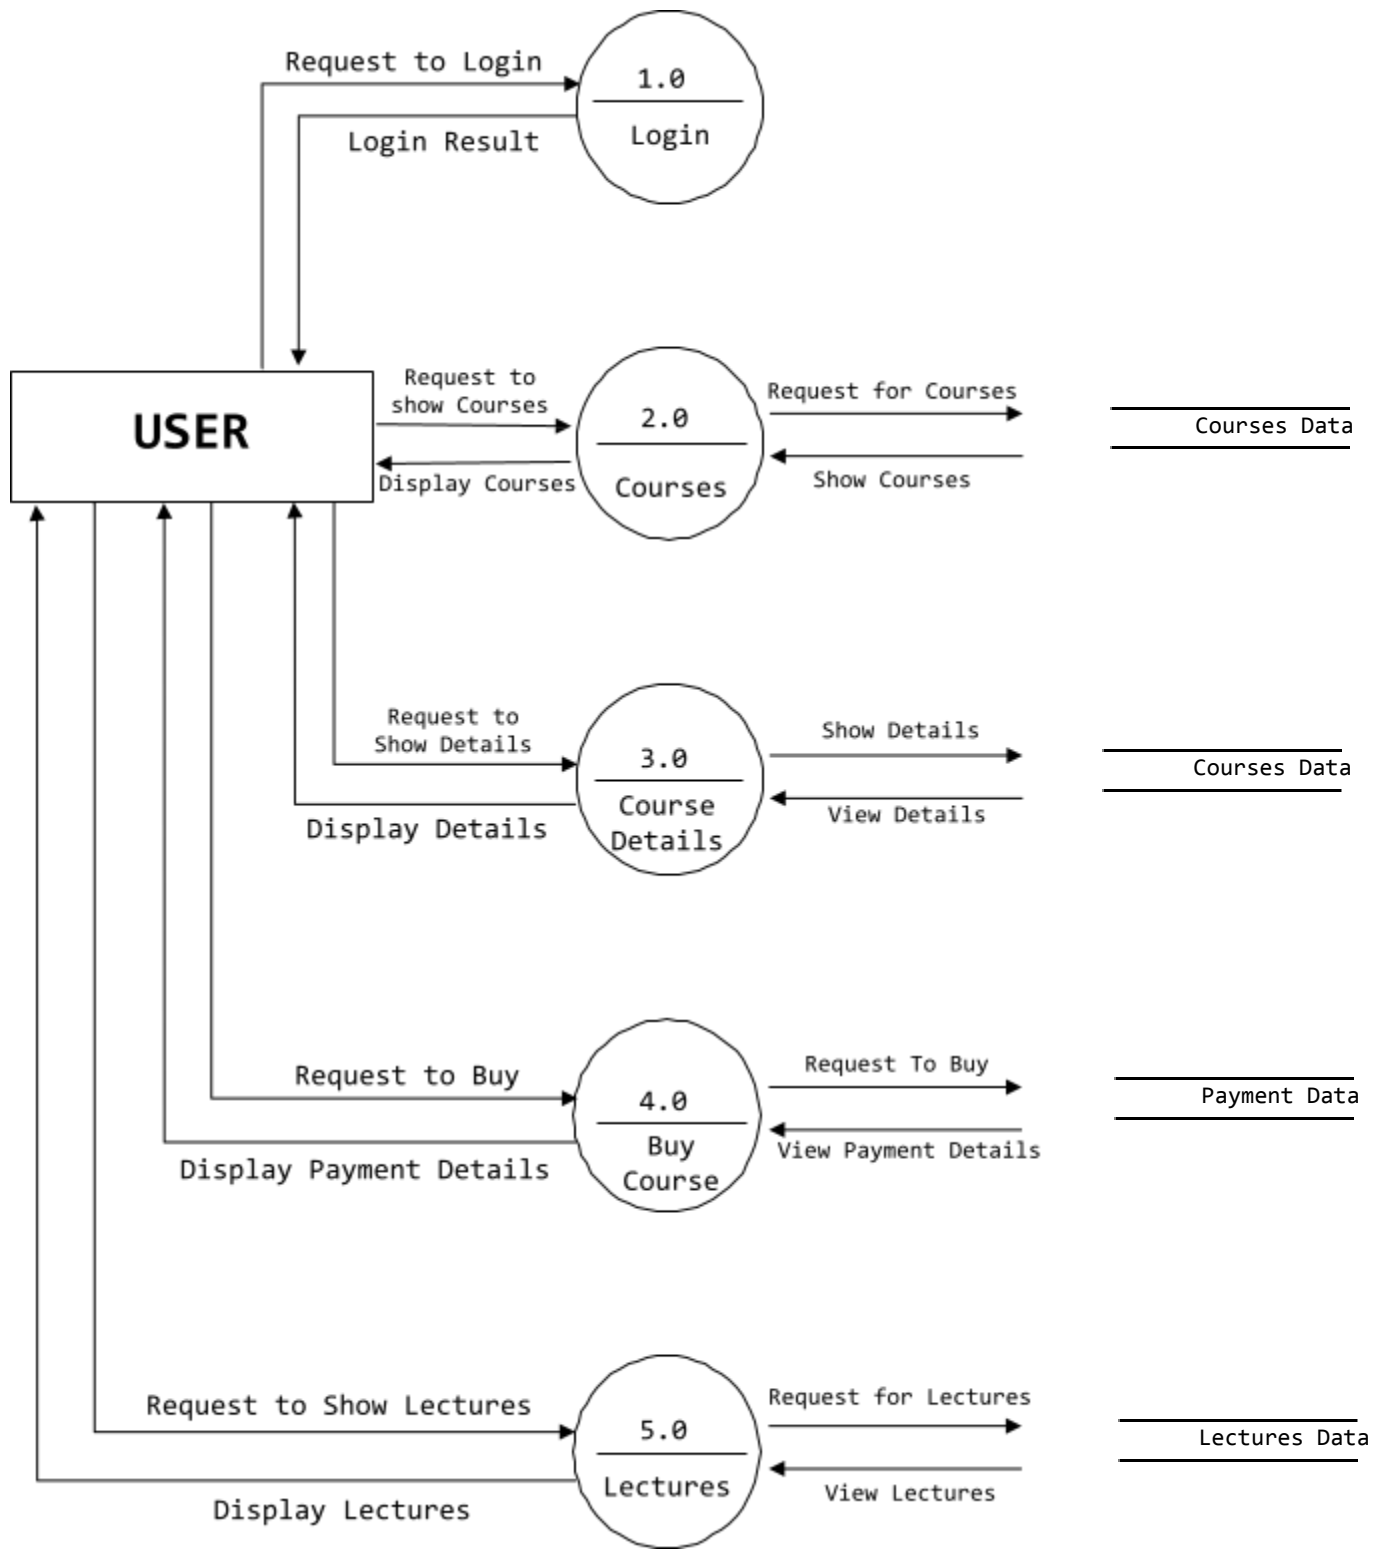 Request to Login
1.0
Login
Login Result
USER
Request to
show Courses
Display Courses
2.0
Courses
Request for Courses
Show Courses
Courses Data
Request to
Show Details
Display Details
3.0
Course
Details
Show Details
View Details
Courses Data
Request to Buy
Display Payment Details
4.0
Buy
Course
Request To Buy
View Payment Details
Payment Data
Request to Show Lectures
Display Lectures
5.0
Lectures
Request for Lectures
View Lectures
Lectures Data